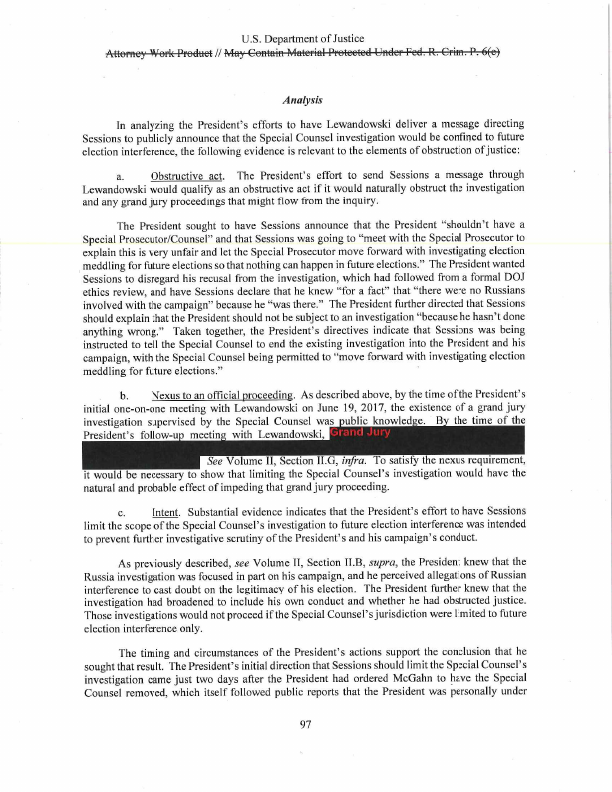 U.S. Department of Justice
Attorney Work Product // May Contain Material Protected Under Fed. R. Crim. P. 6(e)
Analysis
In analyzing the President's efforts to have Lewandowski deliver a message directing
Sessions to publicly announce that the Special Counsel investigation would be confined to future
election interference, the following evidence is relevant to the elements of obstruction of justice:
a. Obstructive act. The President's effort to send Sessions a message through
Lewandowski would qualify as an obstructive act if it would naturally obstruct the investigation
and any grand jury proceedings that might flow from the inquiry.
The President sought to have Sessions announce that the President "shouldn't have a
Special Prosecutor/Counsel" and that Sessions was going to "meet with the Special Prosecutor to
explain this is very unfair and let the Special Prosecutor move forward with investigating election
meddling for future elections so that nothing can happen in future elections." The President wanted
Sessions to disregard his recusal from the investigation, which had followed from a formal DOJ
ethics review, and have Sessions declare that he knew "for a fact" that "there were no Russians
involved with the campaign" because he "was there." The President further directed that Sessions
should explain that the President should not be subject to an investigation "because he hasn't done
anything wrong." Taken together, the President's directives indicate that Sessions was being
instructed to tell the Special Counsel to end the existing investigation into the President and his
campaign, with the Special Counsel being permitted to "move forward with investigating election
meddling for future elections."
b. Nexus to an official proceeding. As described above, by the time of the President's
initial one-on-one meeting with Lewandowski on June 19, 2017, the existence of a grand jury
investigation supervised by the Special Counsel was public knowledge. By the time of the
President's follow-up meeting with Lewandowski, Grand Jury
See Volume II, Section II.G, infra. To satisfy the nexus requirement,
it would be necessary to show that limiting the Special Counsel's investigation would have the
natural and probable effect of impeding that grand jury proceeding.
c. Intent. Substantial evidence indicates that the President's effort to have Sessions
limit the scope of the Special Counsel's investigation to future election interference was intended
to prevent further investigative scrutiny of the President's and his campaign's conduct.
As previously described, see Volume II, Section II.B, supra, the President knew that the
Russia investigation was focused in part on his campaign, and he perceived allegations of Russian
interference to cast doubt on the legitimacy of his election. The President further knew that the
investigation had broadened to include his own conduct and whether he had obstructed justice.
Those investigations would not proceed if the Special Counsel's jurisdiction were limited to future
election interference only.
The timing and circumstances of the President's actions support the conclusion that he
sought that result. The President's initial direction that Sessions should limit the Special Counsel's
investigation came just two days after the President had ordered McGahn to have the Special
Counsel removed, which itself followed public reports that the President was personally under
97